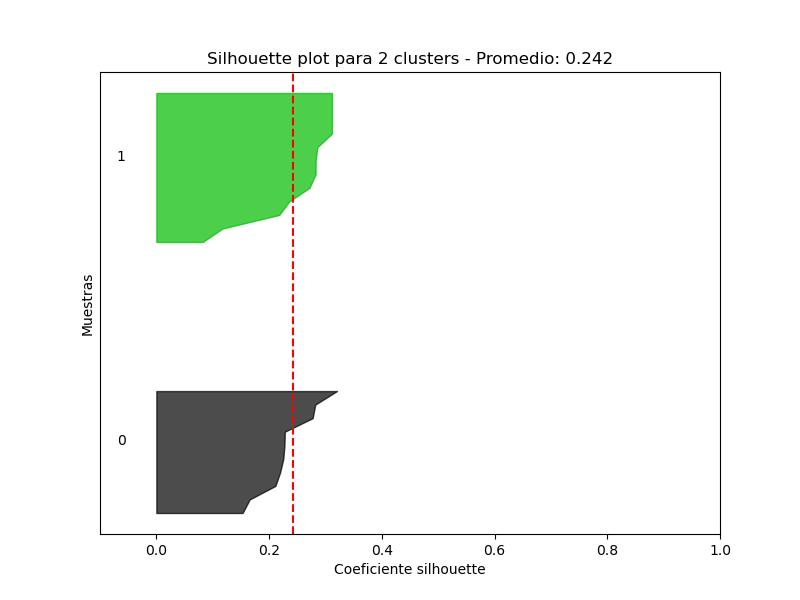 Silhouette plot para 2 clusters - Promedio: 0.242
1
Muestras
0
0.0 0.2 0.4 0.6 0.8 1.0
Coeficiente silhouette